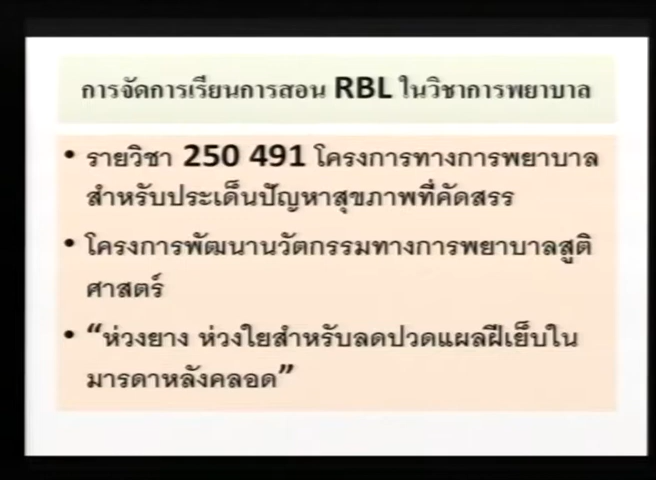 การจัดการเรียนการสอน RBL ในวิชาการพยาบาล
• รายวิชา 250 491 โครงการทางการพยาบาล
สำหรับประเด็นปัญหาสุขภาพที่คัดสรร
• โครงการพัฒนานวัตกรรมทางการพยาบาลสูติ
ศาสตร์
• “ห่วงยาง ห่วงใยสำหรับลดปวดแผลฝีเย็บใน
มารดาหลังคลอด”